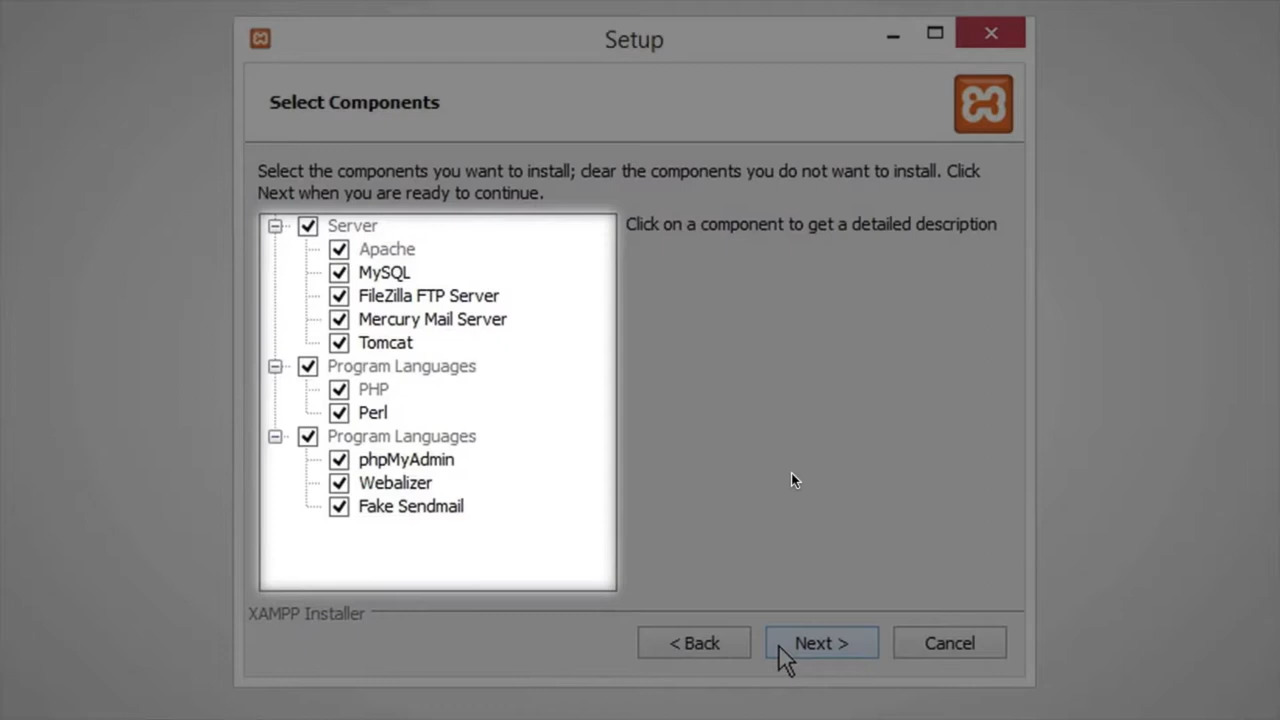 Setup
Select Components
Select the components you want to install; clear the components you do not want to install. Click
Next when you are ready to continue.
Server
Apache
MySQL
FileZilla FTP Server
Mercury Mail Server
Tomcat
Program Languages
PHP
Perl
Program Languages
phpMyAdmin
Webalizer
Fake Sendmail
Click on a component to get a detailed description
XAMPP Installer
< Back
Next >
Cancel